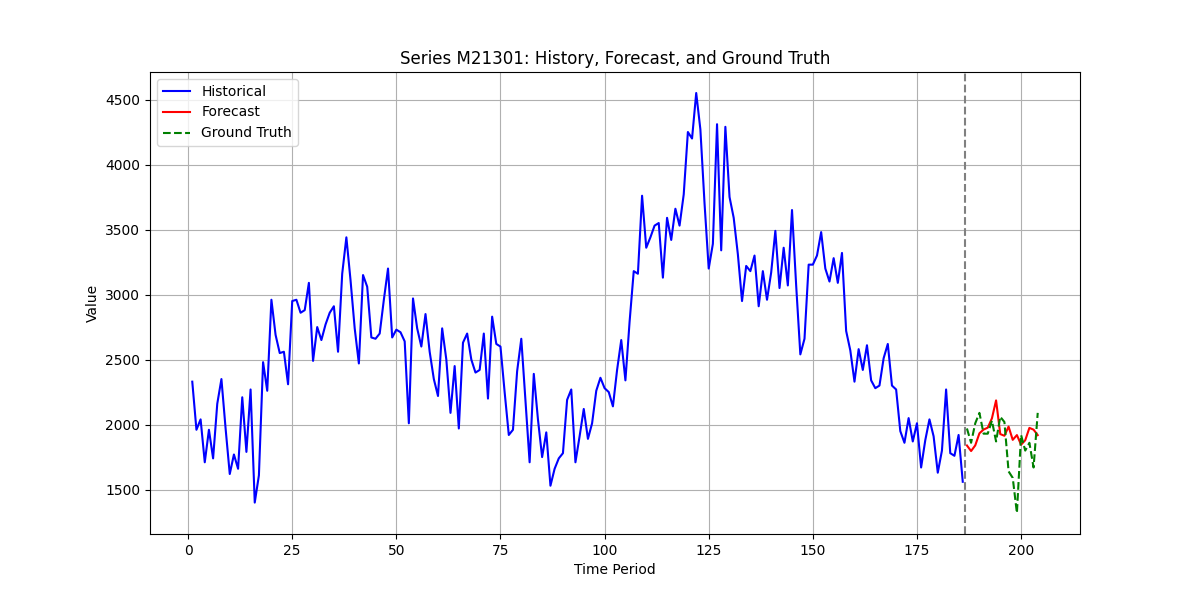 Series M21301: History, Forecast, and Ground Truth
Historical
Forecast
Ground Truth
4500
4000
3500
3000
2500
2000
1500
Value
0 25 50 75 100 125 150 175 200
Time Period